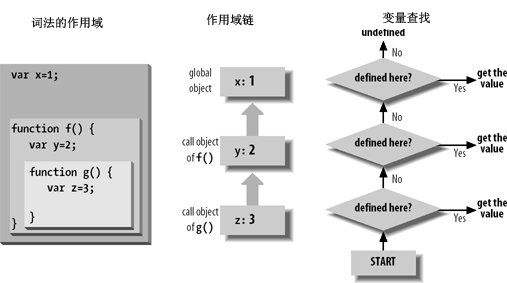 词法的作用域
var x=1;
function f() {
var y=2;
function g() {
var z=3;
}
}
作用域链
global
object
x: 1
call object
of f()
y: 2
call object
of g()
z: 3
变量查找
undefined
No
defined here?
Yes
get the
value
No
defined here?
Yes
get the
value
No
defined here?
Yes
get the
value
START